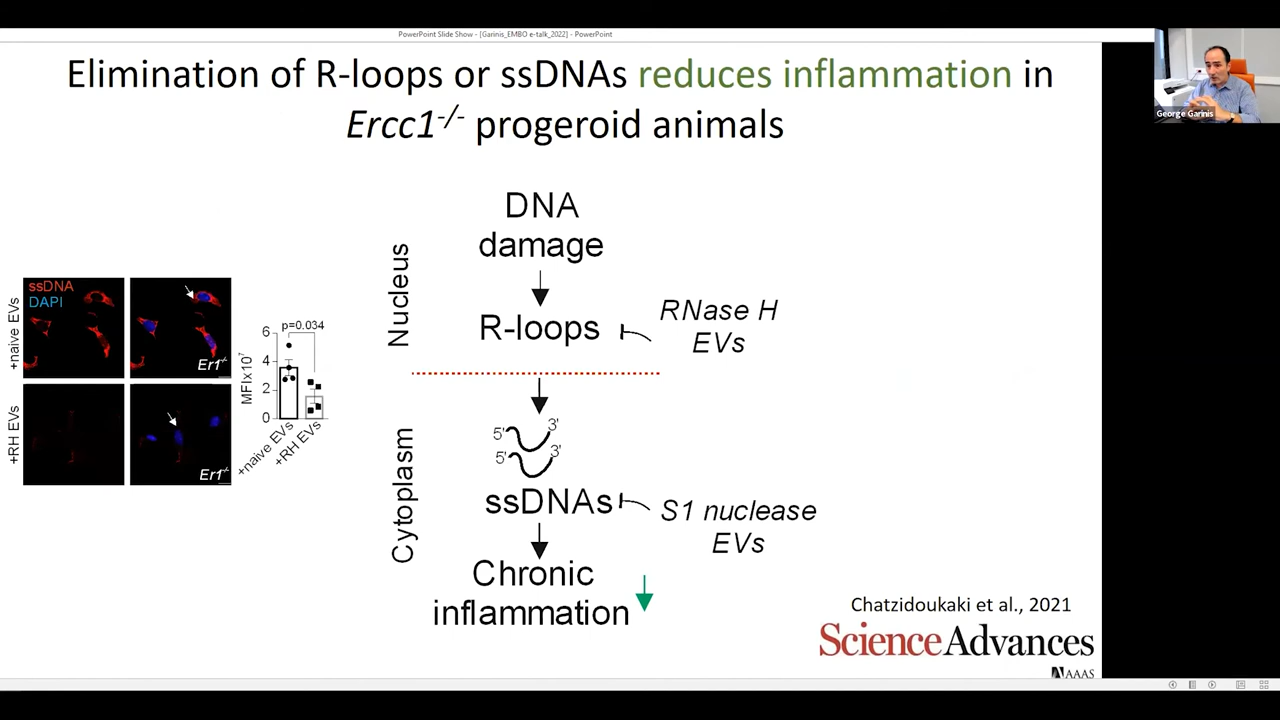 PowerPoint Slide Show - [Garinis_EMBO e-talk_2022] - PowerPoint
Elimination of R-loops or ssDNAs reduces inflammation in
Ercc1-/- progeroid animals
George Garinis
DNA
damage
Nucleus
R-loops
RNase H
EVs
Cytoplasm
5' 3'
5' 3'
ssDNAs
S1 nuclease
EVs
Chronic
inflammation
+naive EVs
ssDNA
DAPI
Er1-/-
+RH EVs
Er1-/-
p=0.034
MFIx10⁷
6
4
2
0
+naive EVs
+RH EVs
Chatzidoukaki et al., 2021
Science Advances
AAAS